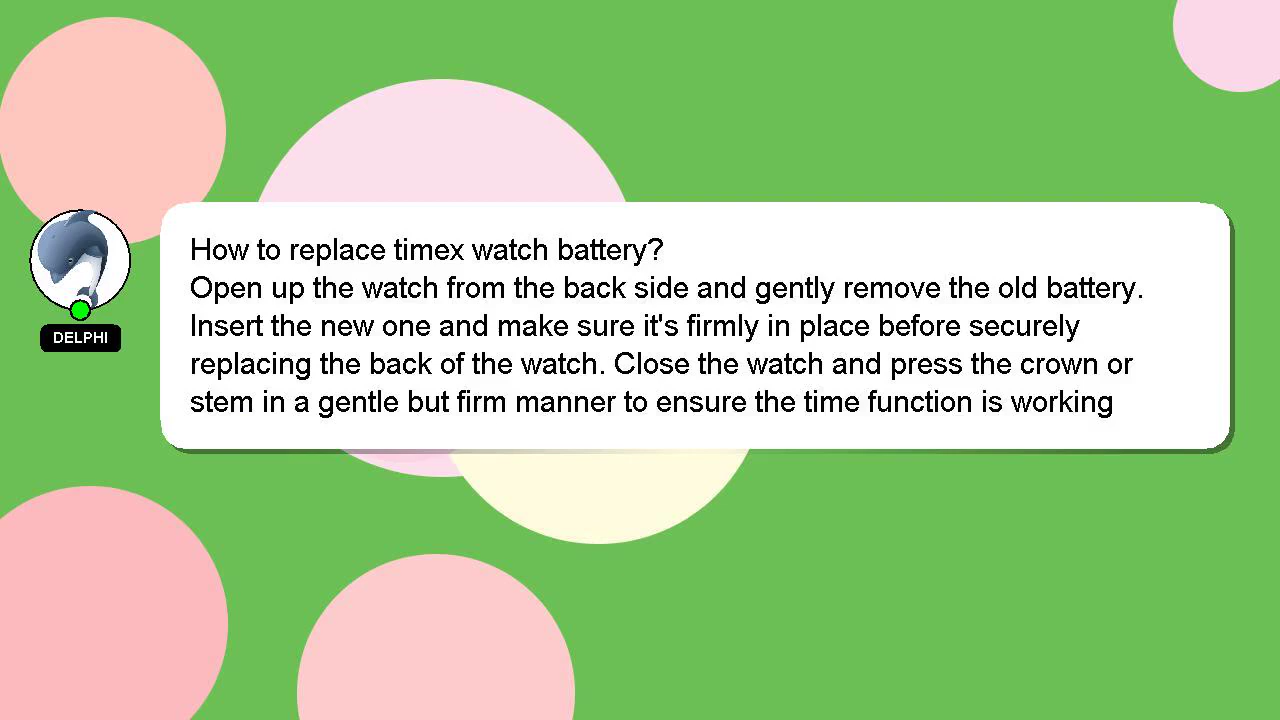 How to replace timex watch battery?
Open up the watch from the back side and gently remove the old battery.
Insert the new one and make sure it's firmly in place before securely
replacing the back of the watch. Close the watch and press the crown or
stem in a gentle but firm manner to ensure the time function is working
DELPHI